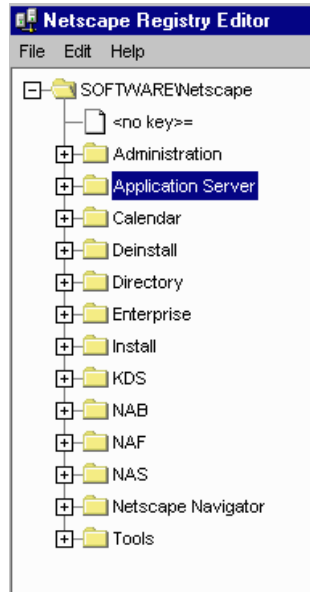 Netscape Registry Editor
File Edit Help
SOFTWARE\Netscape
<no key>=
Administration
Application Server
Calendar
Deinstall
Directory
Enterprise
Install
KDS
NAB
NAF
NAS
Netscape Navigator
Tools